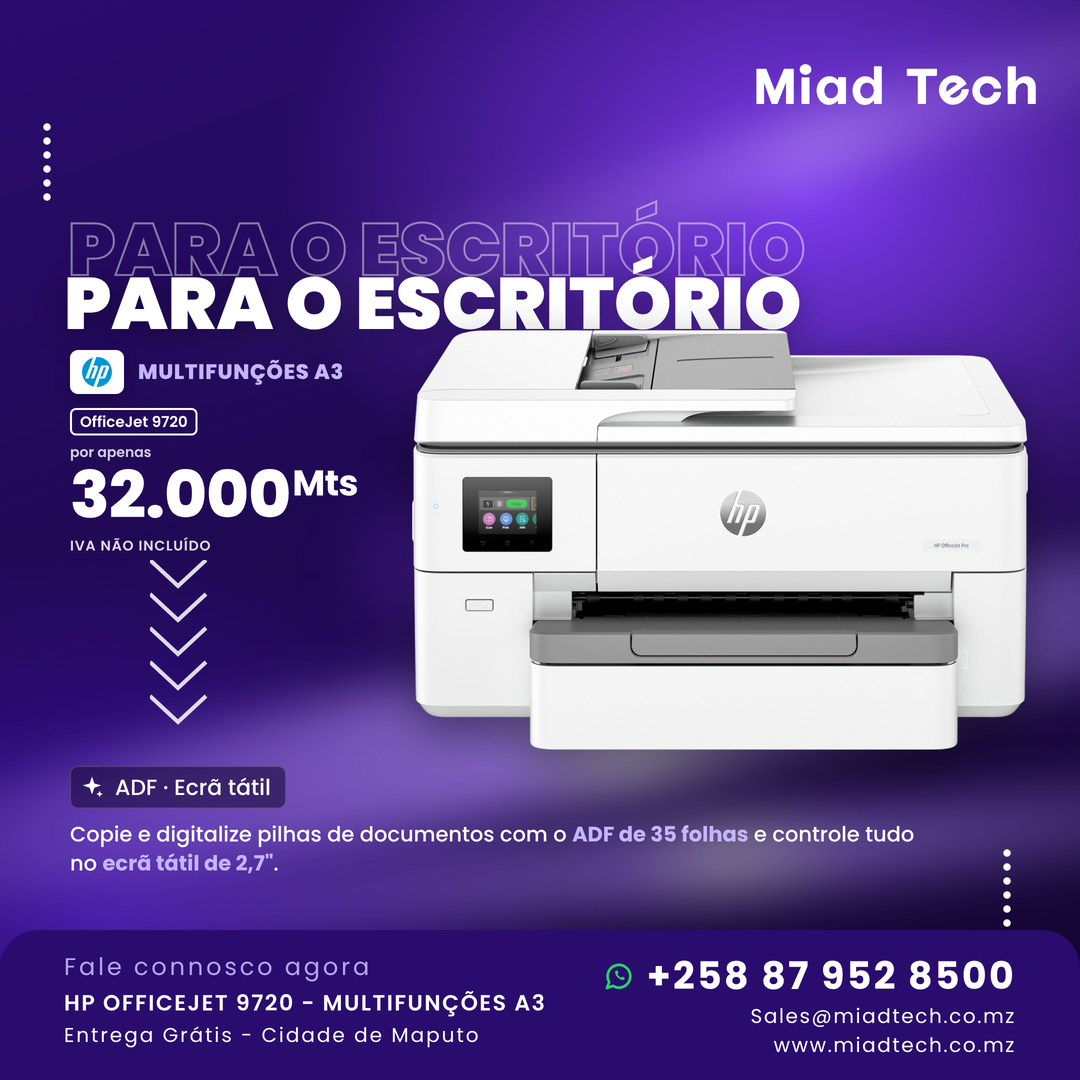 Miad Tech
PARA O ESCRITÓRIO
PARA O ESCRITÓRIO
hp MULTIFUNÇÕES A3
OfficeJet 9720
por apenas
32.000Mts
IVA NÃO INCLUÍDO
hp
HP OfficeJet Pro
ADF · Ecrã tátil
Copie e digitalize pilhas de documentos com o ADF de 35 folhas e controle tudo
no ecrã tátil de 2,7".
Fale connosco agora
HP OFFICEJET 9720 – MULTIFUNÇÕES A3
Entrega Grátis – Cidade de Maputo
+258 87 952 8500
Sales@miadtech.co.mz
www.miadtech.co.mz